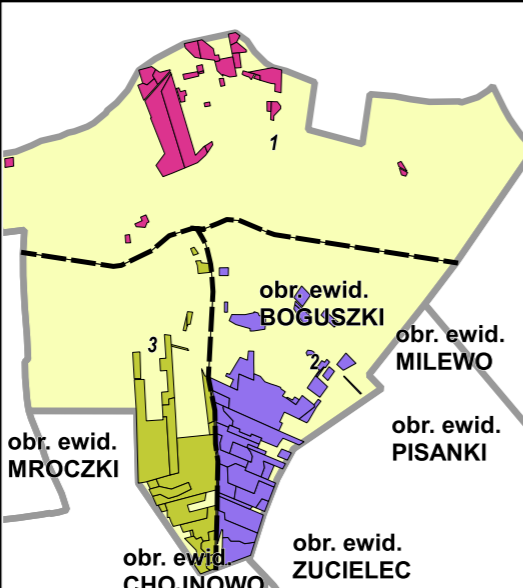 1
obr. ewid.
BOGUSZKI
obr. ewid.
MILEWO
3
2
obr. ewid.
PISANKI
obr. ewid.
MROCZKI
obr. ewid.
ZUCIELEC
obr. ewid.
CHOJNOWO